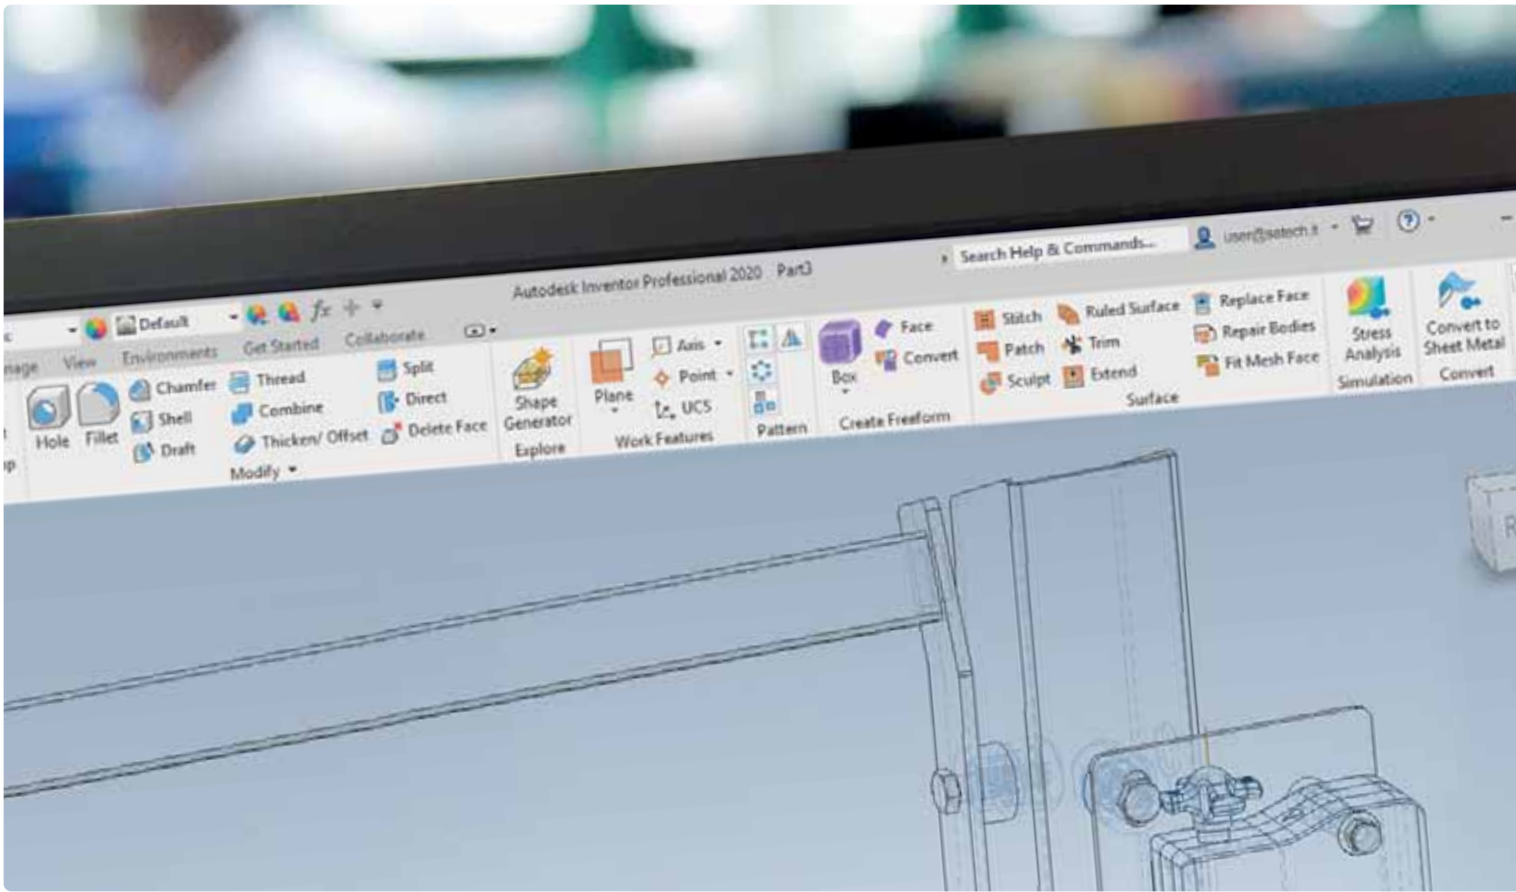 Autodesk Inventor Professional 2020 Part3
Search Help & Commands...
Default
fx
View Environments Get Started Collaborate
Hole
Fillet
Chamfer
Shell
Draft
Thread
Combine
Thicken/ Offset
Split
Direct
Delete Face
Modify
Shape
Generator
Explore
Plane
Axis
Point
UCS
Work Features
Pattern
Box
Face
Convert
Create Freeform
Stitch
Patch
Sculpt
Ruled Surface
Trim
Extend
Replace Face
Repair Bodies
Fit Mesh Face
Surface
Stress
Analysis
Simulation
Convert to
Sheet Metal
Convert